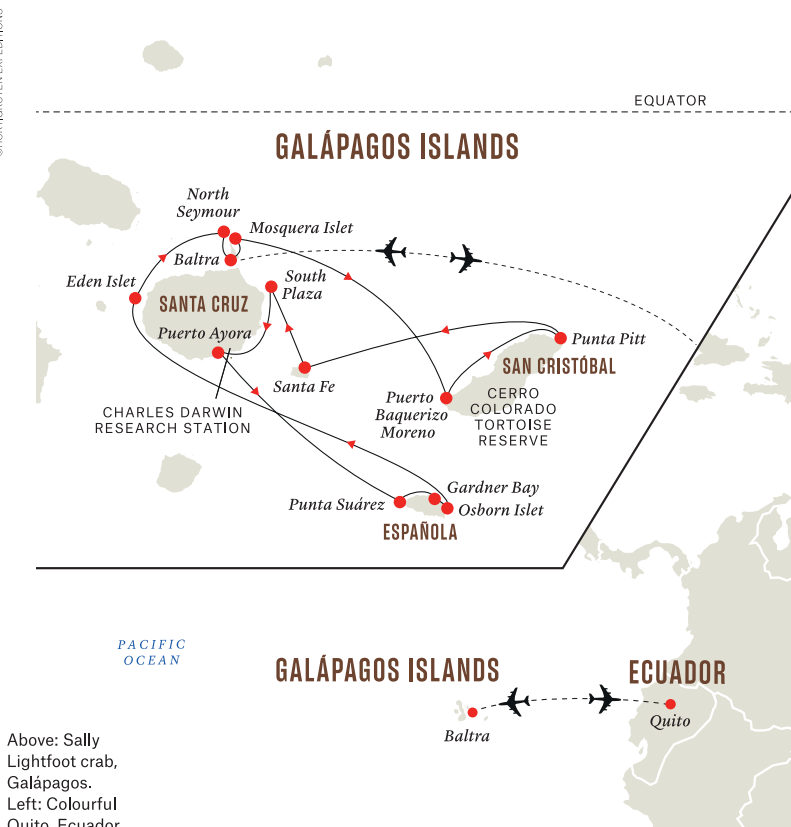 EQUATOR
GALÁPAGOS ISLANDS
North
Seymour
Mosquera Islet
Baltra
South
Plaza
Eden Islet
SANTA CRUZ
Puerto Ayora
Punta Pitt
SAN CRISTÓBAL
Santa Fe
Puerto
Baquerizo
Moreno
CERRO
COLORADO
TORTOISE
RESERVE
CHARLES DARWIN
RESEARCH STATION
Gardner Bay
Punta Suárez
Osborn Islet
ESPAÑOLA
PACIFIC
OCEAN
GALÁPAGOS ISLANDS
ECUADOR
Baltra
Quito
Above: Sally
Lightfoot crab,
Galápagos.
Left: Colourful
Quito, Ecuador